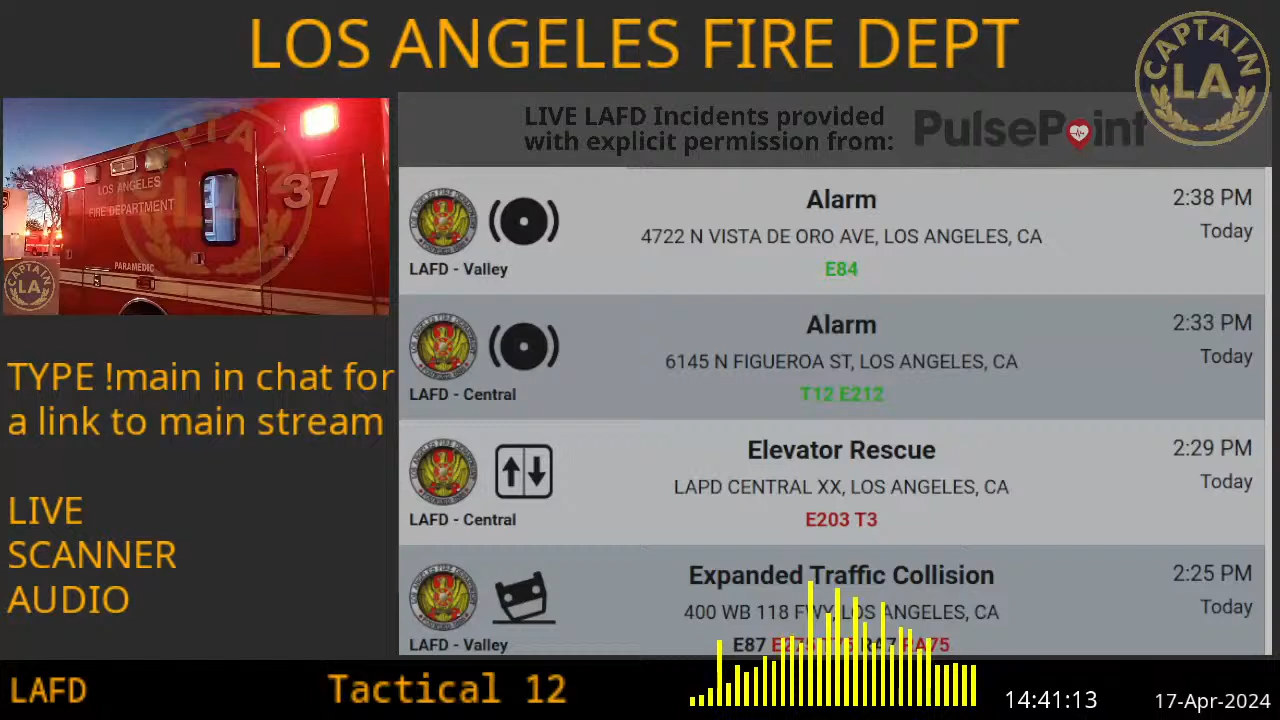 LOS ANGELES FIRE DEPT
CAPTAIN
LA
LIVE LAFD Incidents provided
with explicit permission from:
PulsePoint
LOS ANGELES
FIRE DEPARTMENT
37
PARAMEDIC
Alarm
2:38 PM
4722 N VISTA DE ORO AVE, LOS ANGELES, CA
Today
LAFD - Valley
E84
Alarm
2:33 PM
6145 N FIGUEROA ST, LOS ANGELES, CA
Today
LAFD - Central
T12 E212
Elevator Rescue
2:29 PM
LAPD CENTRAL XX, LOS ANGELES, CA
Today
LAFD - Central
E203 T3
Expanded Traffic Collision
2:25 PM
400 WB 118 FWY, LOS ANGELES, CA
Today
LAFD - Valley
E87 RA75
TYPE !main in chat for
a link to main stream
LIVE
SCANNER
AUDIO
LAFD
Tactical 12
14:41:13
17-Apr-2024